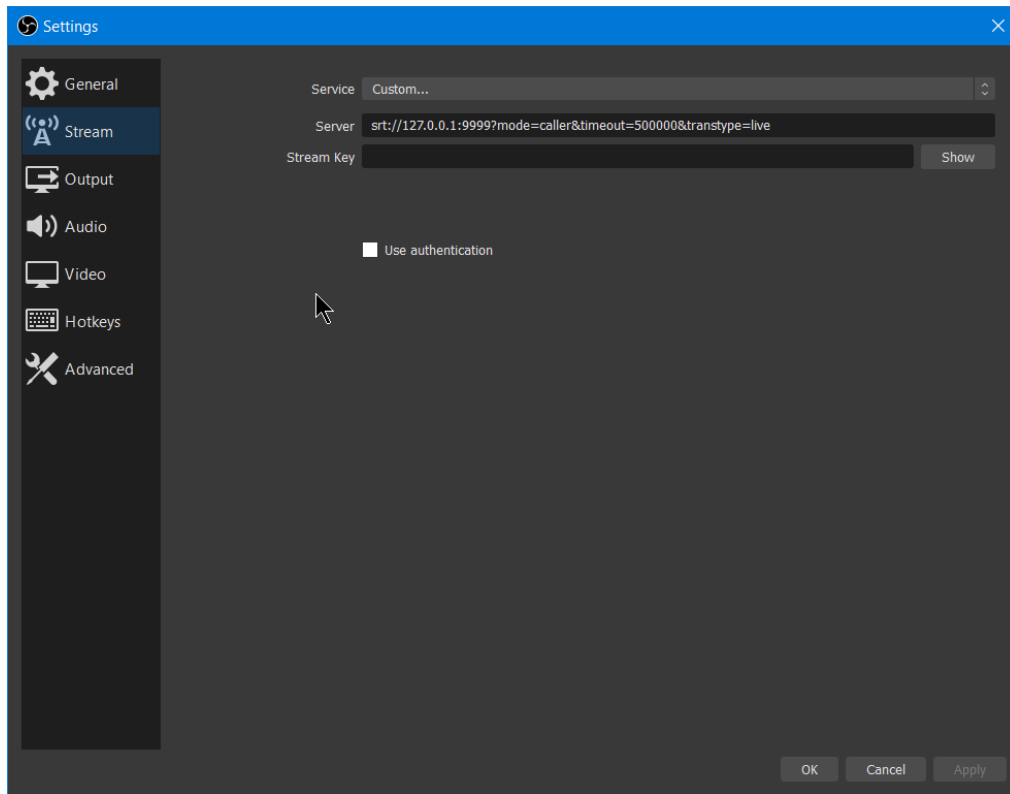 Settings
General
Stream
Output
Audio
Video
Hotkeys
Advanced
Service Custom...
Server srt://127.0.0.1:9999?mode=caller&timeout=500000&transtype=live
Stream Key Show
Use authentication
OK Cancel Apply